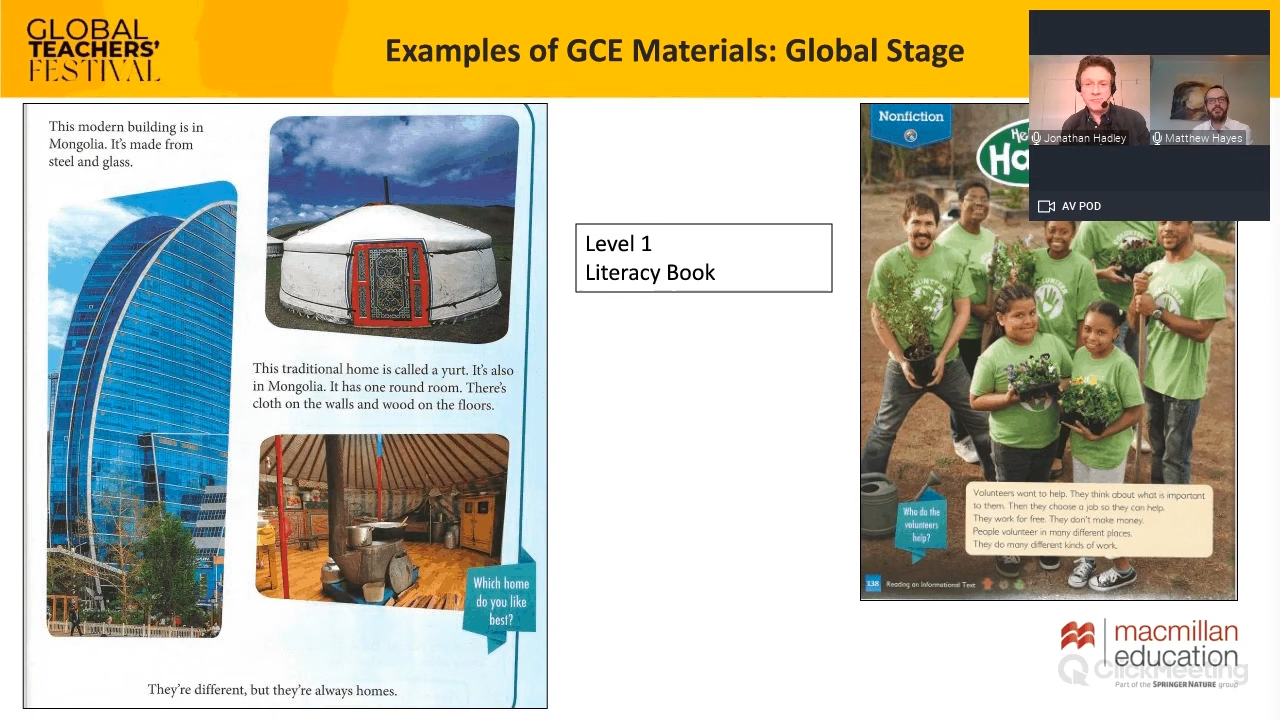 GLOBAL
TEACHERS'
FESTIVAL
Examples of GCE Materials: Global Stage
This modern building is in
Mongolia. It's made from
steel and glass.
This traditional home is called a yurt. It's also
in Mongolia. It has one round room. There's
cloth on the walls and wood on the floors.
Which home
do you like
best?
They're different, but they're always homes.
Level 1
Literacy Book
Nonfiction
VOLUNTEER
Who do the
volunteers
help?
Volunteers want to help. They think about what is important
to them. Then they choose a job so they can help.
They work for free. They don't make money.
People volunteer in many different places.
They do many different kinds of work.
138 Reading an Informational Text
Jonathan Hadley
Matthew Hayes
AV POD
macmillan
education
ClickMeeting
Part of the SPRINGER NATURE group